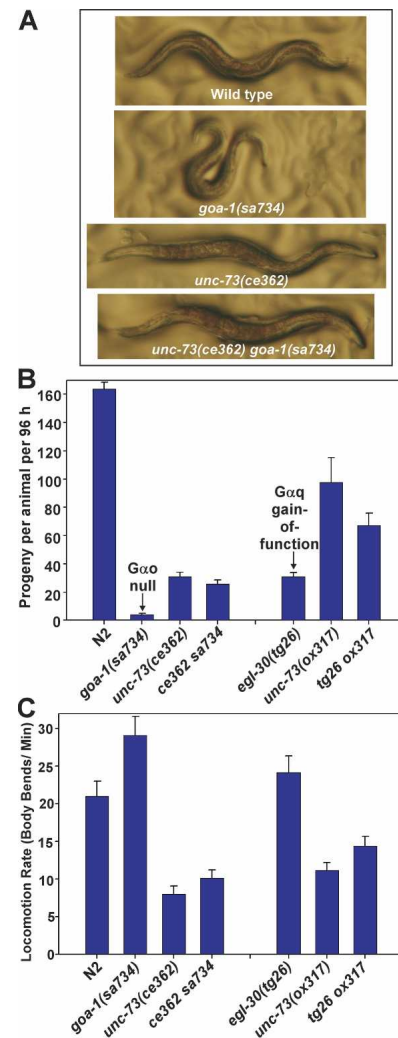 A
Wild type
goa-1(sa734)
unc-73(ce362)
unc-73(ce362) goa-1(sa734)
B
Progeny per animal per 96 h
160
140
120
100
80
60
40
20
0
Gαo
null
Gαq
gain-
of-
function
N2
goa-1(sa734)
unc-73(ce362)
ce362 sa734
egl-30(tg26)
unc-73(ox317)
tg26 ox317
C
Locomotion Rate (Body Bends/ Min)
30
25
20
15
10
5
0
N2
goa-1(sa734)
unc-73(ce362)
ce362 sa734
egl-30(tg26)
unc-73(ox317)
tg26 ox317